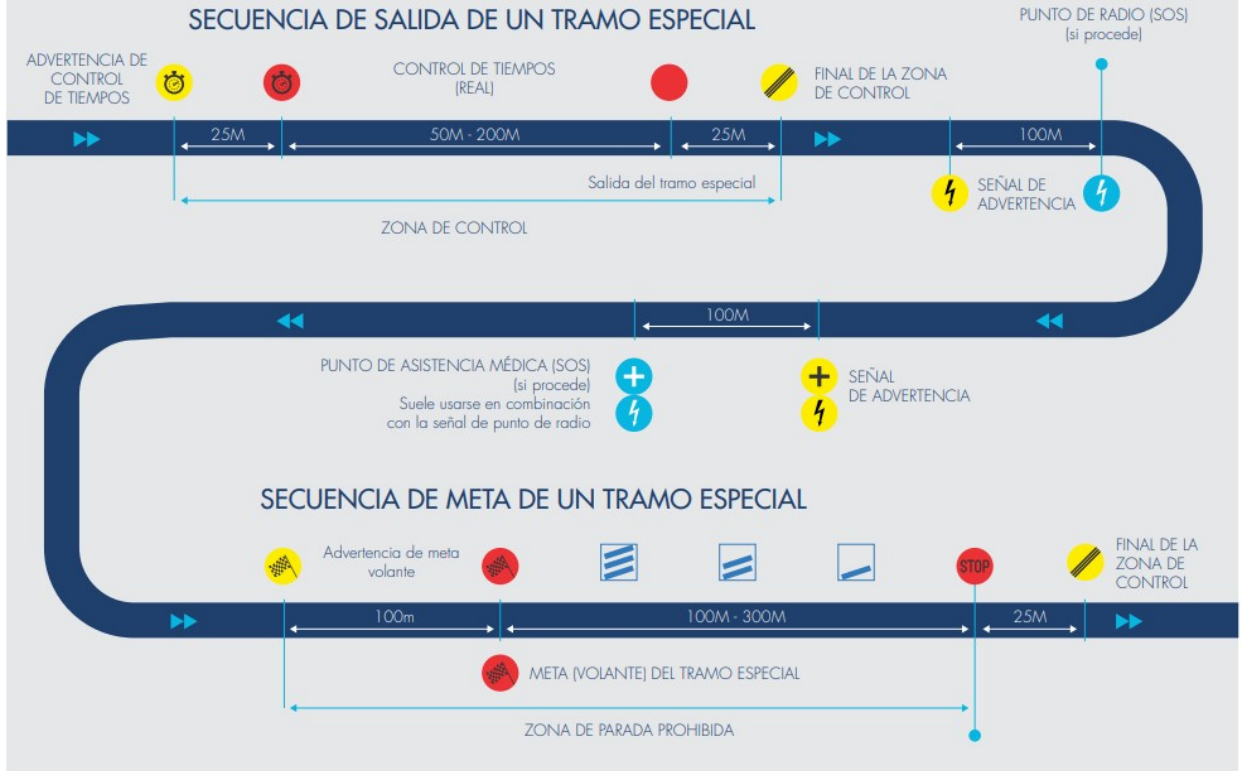 SECUENCIA DE SALIDA DE UN TRAMO ESPECIAL
PUNTO DE RADIO (SOS)
(si procede)
ADVERTENCIA DE
CONTROL
DE TIEMPOS
CONTROL DE TIEMPOS
(REAL)
FINAL DE LA ZONA
DE CONTROL
25M
50M - 200M
25M
100M
Salida del tramo especial
SEÑAL DE
ADVERTENCIA
ZONA DE CONTROL
100M
PUNTO DE ASISTENCIA MÉDICA (SOS)
(si procede)
Suele usarse en combinación
con la señal de punto de radio
SEÑAL
DE ADVERTENCIA
SECUENCIA DE META DE UN TRAMO ESPECIAL
Advertencia de meta
volante
STOP
FINAL DE LA
ZONA DE
CONTROL
100m
100M - 300M
25M
META (VOLANTE) DEL TRAMO ESPECIAL
ZONA DE PARADA PROHIBIDA